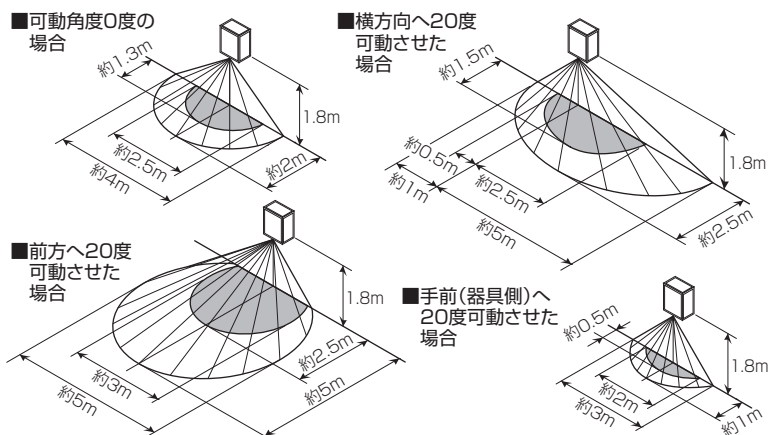 ■可動角度0度の
場合
約1.3m
1.8m
約2.5m
約4m
約2m
■横方向へ20度
可動させた
場合
約1.5m
1.8m
約0.5m
約1m
約2.5m
約5m
約2.5m
■前方へ20度
可動させた
場合
1.8m
約3m
約5m
約2.5m
約5m
■手前(器具側)へ
20度可動させた
場合
約0.5m
1.8m
約2m
約3m
約1m